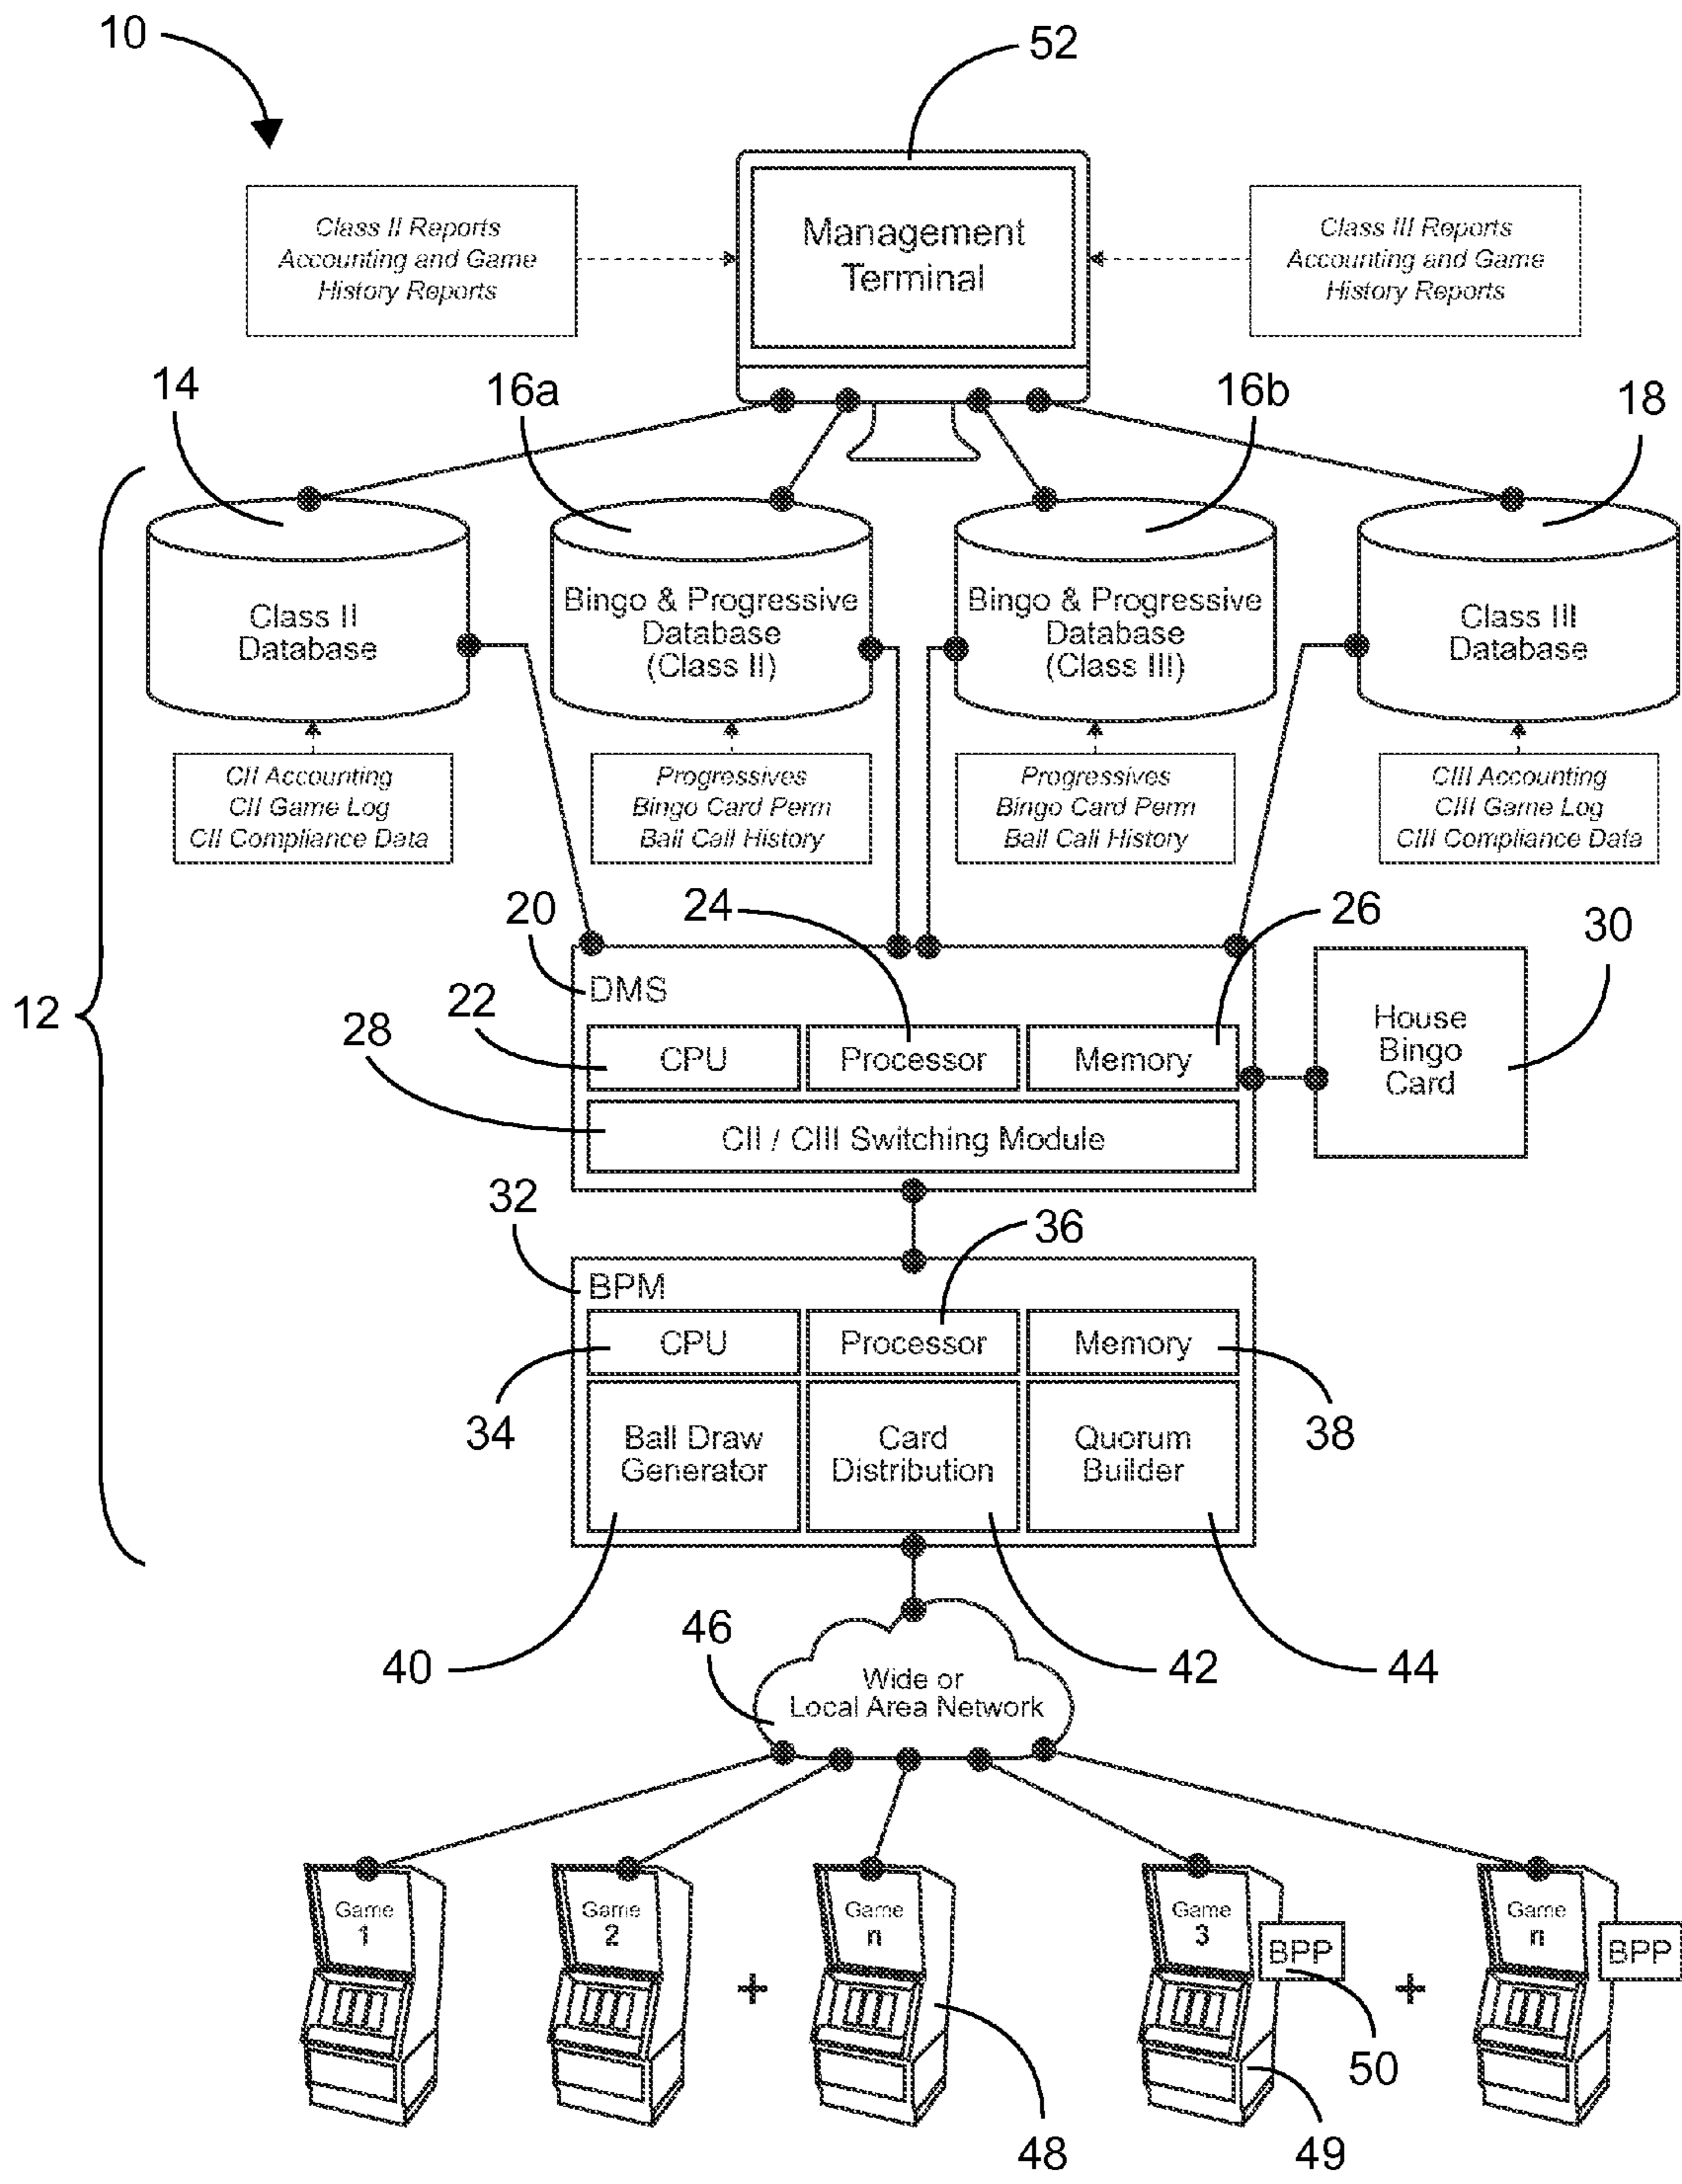 10
52
Class II Reports
Accounting and Game
History Reports
Management
Terminal
Class III Reports
Accounting and Game
History Reports
14
16a
16b
18
Class II
Database
Bingo & Progressive
Database
(Class II)
Bingo & Progressive
Database
(Class III)
Class III
Database
CII Accounting
CII Game Log
CII Compliance Data
Progressives
Bingo Card Perm
Ball Call History
Progressives
Bingo Card Perm
Ball Call History
CIII Accounting
CIII Game Log
CIII Compliance Data
12
20
24
26
30
DMS
22
28
CPU
Processor
Memory
House
Bingo
Card
CII / CIII Switching Module
32
36
BPM
CPU
Processor
Memory
34
38
Ball Draw
Generator
Card
Distribution
Quorum
Builder
40
46
42
44
Wide or
Local Area Network
Game
1
Game
2
+
Game
n
Game
3
BPP
+
Game
n
BPP
48
49
50